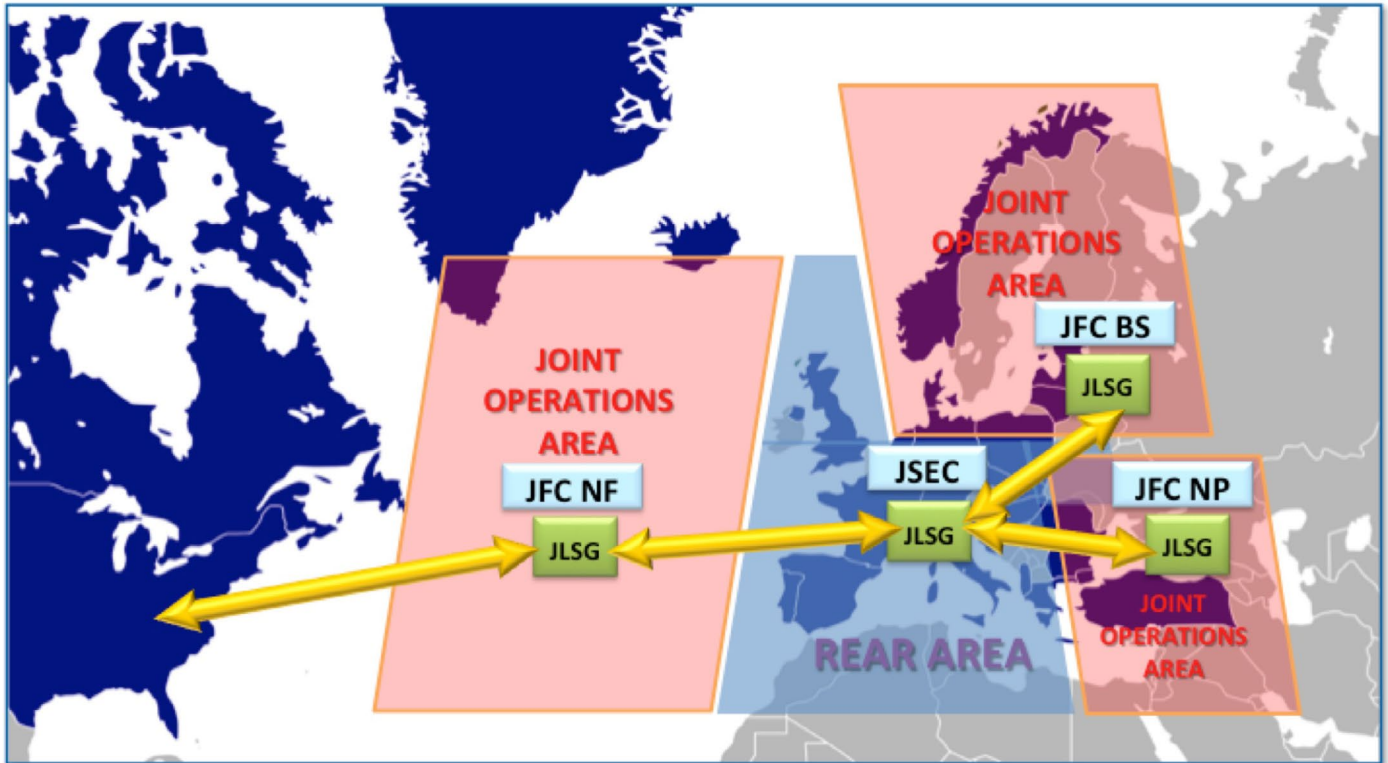 JOINT
OPERATIONS
AREA
JFC BS
JLSG
JOINT
OPERATIONS
AREA
JFC NF
JLSG
JSEC
JLSG
REAR AREA
JFC NP
JLSG
JOINT
OPERATIONS
AREA